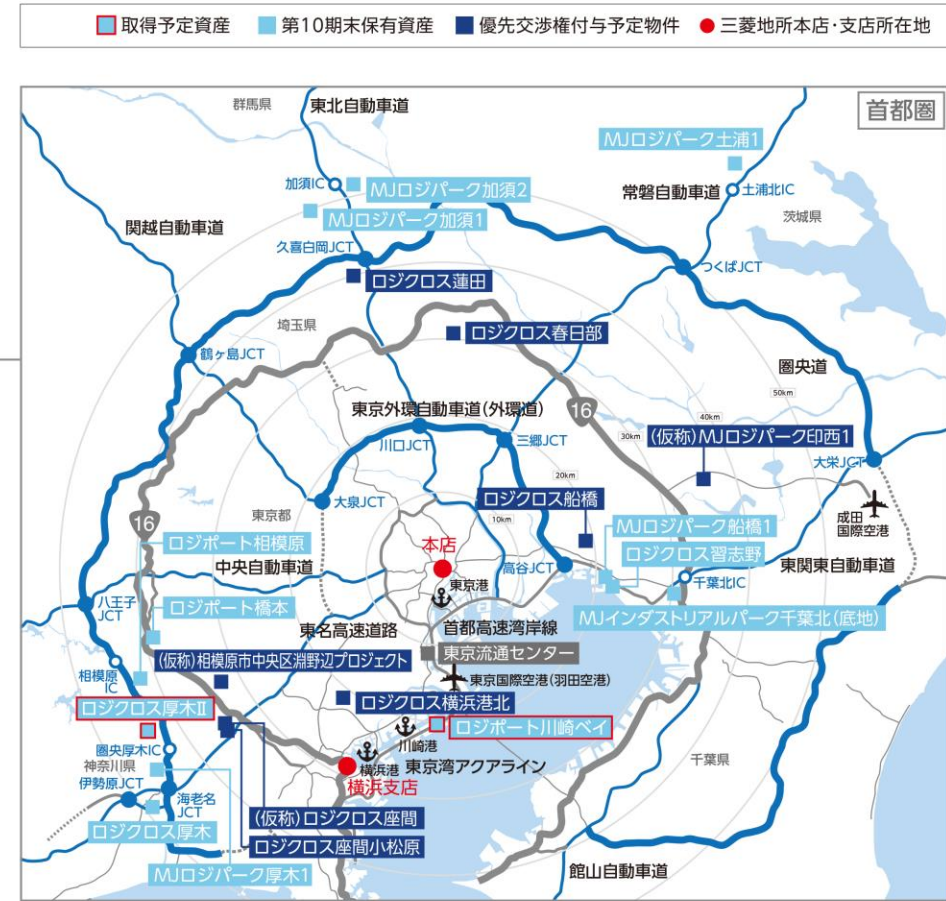 取得予定資産 第10期末保有資産 優先交渉権付与予定物件 三菱地所本店・支店所在地
首都圏
群馬県
東北自動車道
MJロジパーク土浦1
加須IC
MJロジパーク加須2
常磐自動車道
土浦北IC
MJロジパーク加須1
茨城県
関越自動車道
久喜白岡JCT
つくばJCT
ロジクロス蓮田
埼玉県
ロジクロス春日部
鶴ヶ島JCT
圏央道
50km
東京外環自動車道(外環道)
16
40km
川口JCT
三郷JCT
30km
(仮称)MJロジパーク印西1
大栄JCT
20km
大泉JCT
ロジクロス船橋
東京都
10km
成田
国際空港
16
MJロジパーク船橋1
ロジポート相模原
本店
ロジクロス習志野
中央自動車道
高谷JCT
東関東自動車道
東京港
千葉北IC
八王子
JCT
ロジポート橋本
MJインダストリアルパーク千葉北(底地)
東名高速道路
首都高速湾岸線
東京流通センター
(仮称)相模原市中央区淵野辺プロジェクト
相模原
IC
東京国際空港(羽田空港)
ロジクロス厚木Ⅱ
ロジクロス横浜港北
ロジポート川崎ベイ
圏央厚木IC
川崎港
神奈川県
横浜港
東京湾アクアライン
千葉県
伊勢原JCT
横浜支店
海老名
JCT
(仮称)ロジクロス座間
ロジクロス厚木
ロジクロス座間小松原
MJロジパーク厚木1
館山自動車道